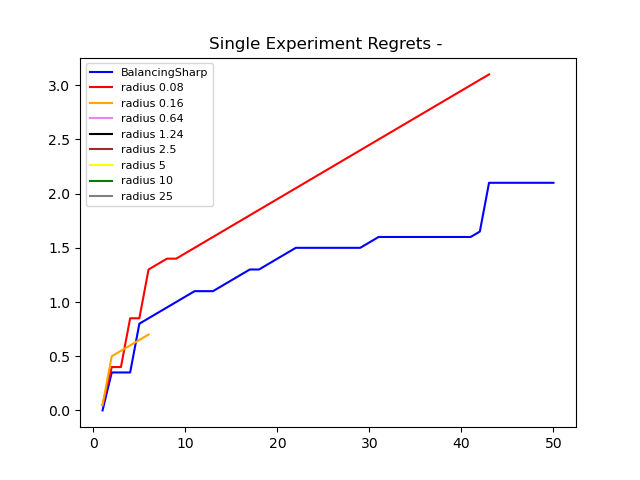 Single Experiment Regrets -
BalancingSharp
radius 0.08
radius 0.16
radius 0.64
radius 1.24
radius 2.5
radius 5
radius 10
radius 25
3.0
2.5
2.0
1.5
1.0
0.5
0.0
0 10 20 30 40 50